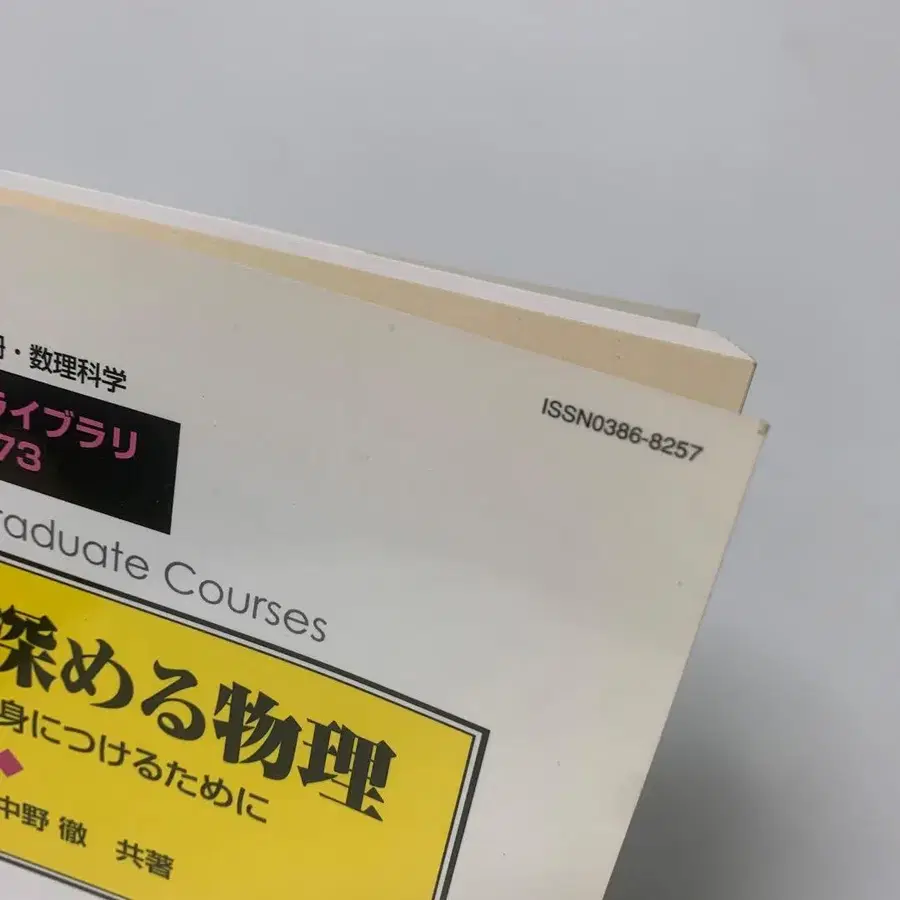 冊・数理科学
ISSN0386-8257
ライブラリ
73
raduate Courses
深める物理
身につけるために
中野 徹 共著